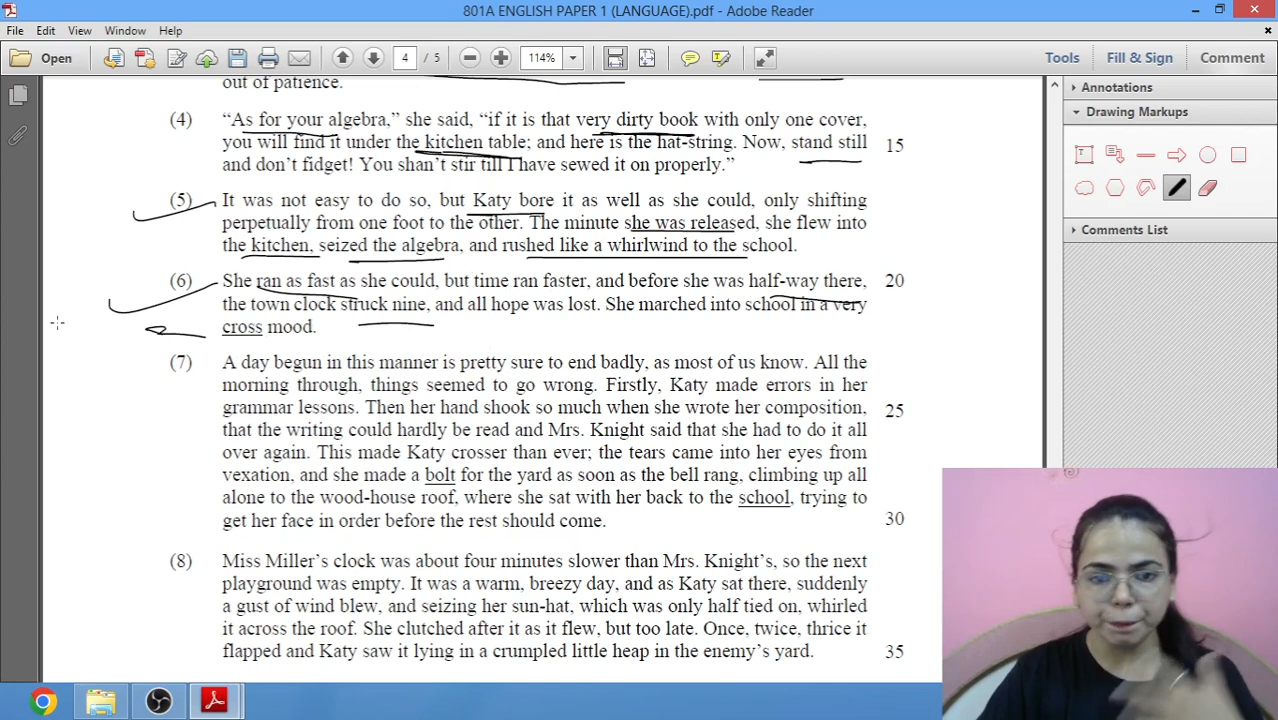 801A ENGLISH PAPER 1 (LANGUAGE).pdf - Adobe Reader
File Edit View Window Help
Open 4 / 5 114% Tools Fill & Sign Comment
out of patience.
(4) “As for your algebra,” she said, “if it is that very dirty book with only one cover,
you will find it under the kitchen table; and here is the hat-string. Now, stand still 15
and don’t fidget! You shan’t stir till I have sewed it on properly.”
(5) It was not easy to do so, but Katy bore it as well as she could, only shifting
perpetually from one foot to the other. The minute she was released, she flew into
the kitchen, seized the algebra, and rushed like a whirlwind to the school.
(6) She ran as fast as she could, but time ran faster, and before she was half-way there, 20
the town clock struck nine, and all hope was lost. She marched into school in a very
cross mood.
(7) A day begun in this manner is pretty sure to end badly, as most of us know. All the
morning through, things seemed to go wrong. Firstly, Katy made errors in her
grammar lessons. Then her hand shook so much when she wrote her composition, 25
that the writing could hardly be read and Mrs. Knight said that she had to do it all
over again. This made Katy crosser than ever; the tears came into her eyes from
vexation, and she made a bolt for the yard as soon as the bell rang, climbing up all
alone to the wood-house roof, where she sat with her back to the school, trying to
get her face in order before the rest should come. 30
(8) Miss Miller’s clock was about four minutes slower than Mrs. Knight’s, so the next
playground was empty. It was a warm, breezy day, and as Katy sat there, suddenly
a gust of wind blew, and seizing her sun-hat, which was only half tied on, whirled
it across the roof. She clutched after it as it flew, but too late. Once, twice, thrice it
flapped and Katy saw it lying in a crumpled little heap in the enemy’s yard. 35
Annotations
Drawing Markups
Comments List